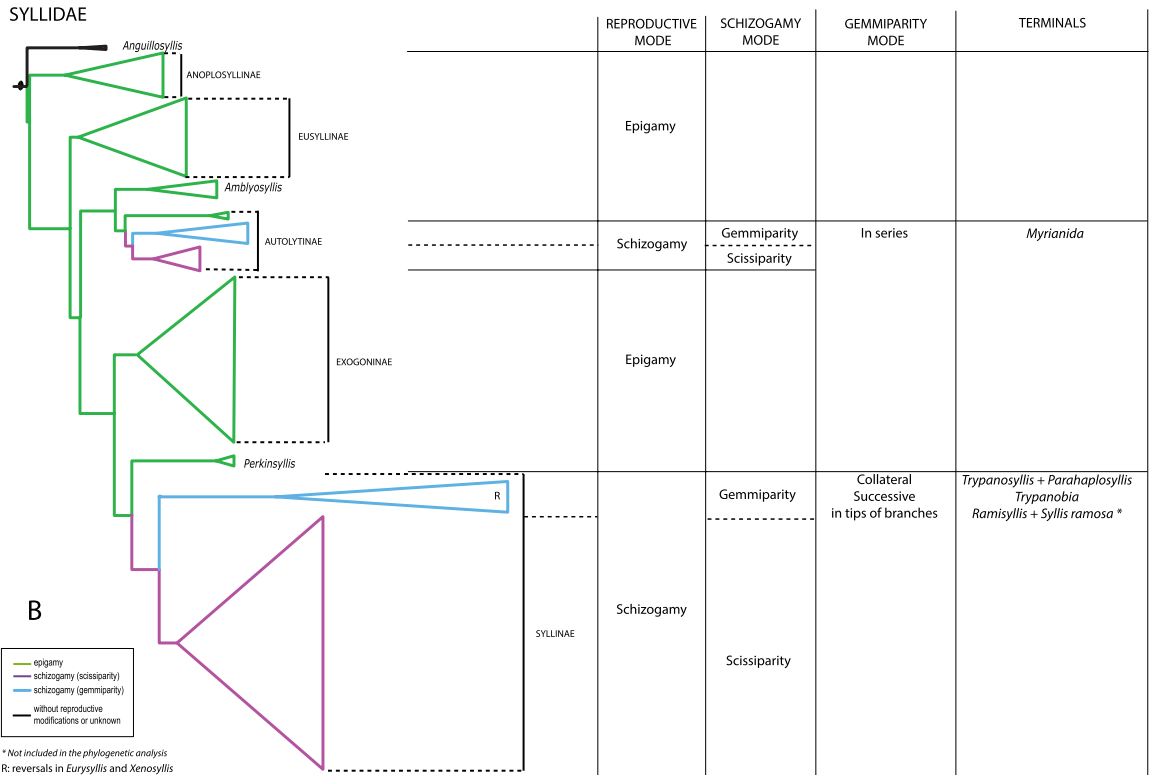 SYLLIDAE
REPRODUCTIVE
MODE
SCHIZOGAMY
MODE
GEMMIPARITY
MODE
TERMINALS
Anguillosyllis
ANOPLOSYLLINAE
EUSYLLINAE
Epigamy
Amblyosyllis
AUTOLYTINAE
Schizogamy
Gemmiparity
In series
Myrianida
Scissiparity
EXOGONINAE
Epigamy
Perkinsyllis
R
Gemmiparity
Collateral
Successive
in tips of branches
Trypanosyllis + Parahaplosyllis
Trypanobia
Ramisyllis + Syllis ramosa *
SYLLINAE
Schizogamy
Scissiparity
B
epigamy
schizogamy (scissiparity)
schizogamy (gemmiparity)
without reproductive
modifications or unknown
* Not included in the phylogenetic analysis
R: reversals in Eurysyllis and Xenosyllis